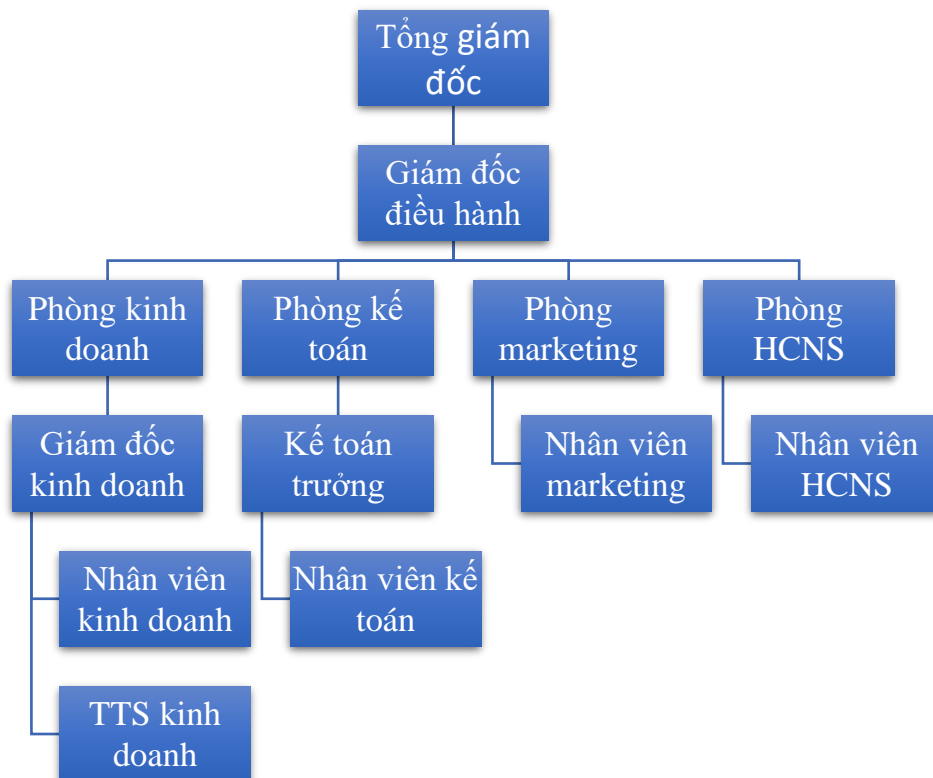 Tổng giám
đốc
Giám đốc
điều hành
Phòng kinh
doanh
Phòng kế
toán
Phòng
marketing
Phòng
HCNS
Giám đốc
kinh doanh
Kế toán
trưởng
Nhân viên
marketing
Nhân viên
HCNS
Nhân viên
kinh doanh
Nhân viên kế
toán
TTS kinh
doanh